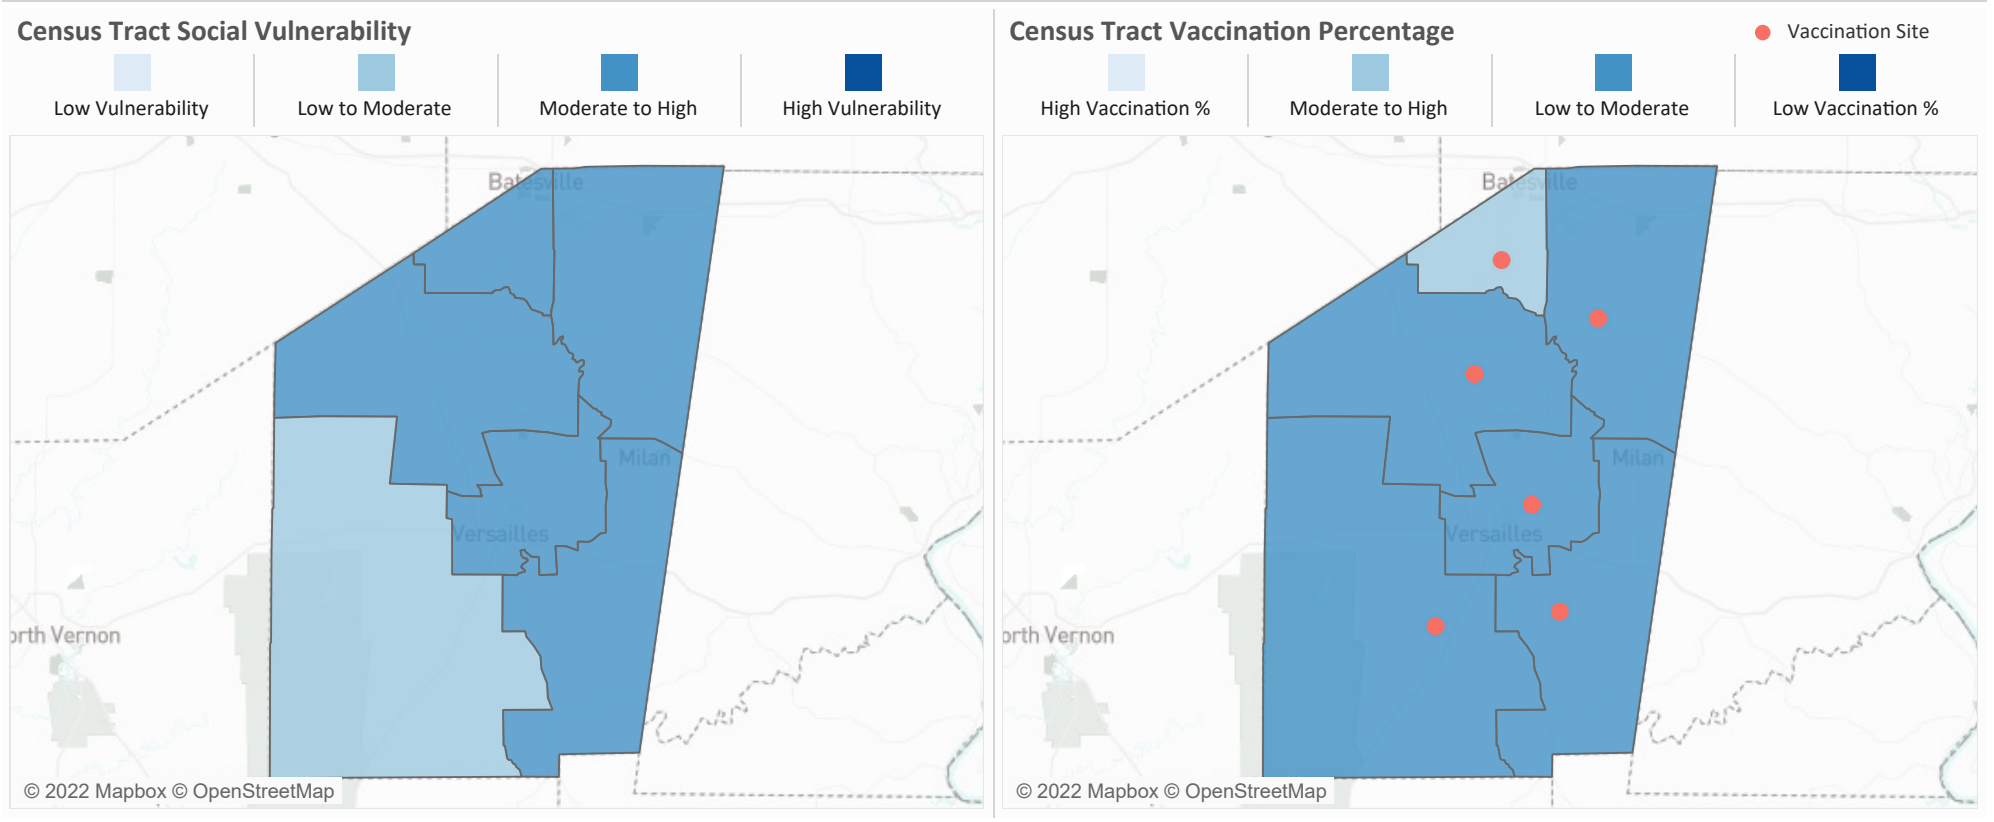 Census Tract Social Vulnerability
Low Vulnerability
Low to Moderate
Moderate to High
High Vulnerability
Batesville
Milan
Versailles
orth Vernon
© 2022 Mapbox © OpenStreetMap
Census Tract Vaccination Percentage
Vaccination Site
High Vaccination %
Moderate to High
Low to Moderate
Low Vaccination %
Batesville
Milan
Versailles
orth Vernon
© 2022 Mapbox © OpenStreetMap